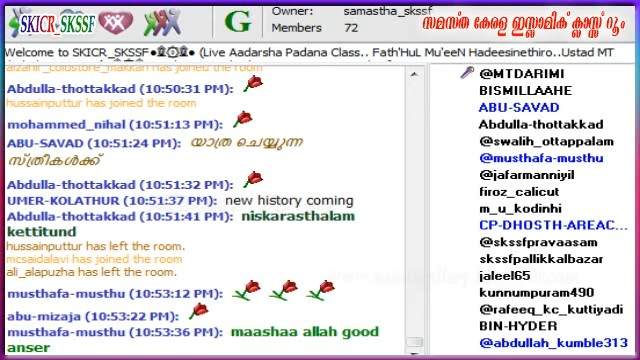 SKICR_SKSSF
Owner: samastha_skssf
Members 72
സമസ്ത കേരള ഇസ്ലാമിക് ക്ലാസ്സ് റൂം
Welcome to SKICR_SKSSF (Live Aadarsha Padana Class.. Fath'HuL Mu'eeN Hadeesinethiro..Ustad MT
alzahir_coldstore_makkah has joined the room
Abdulla-thottakkad (10:50:31 PM):
hussainputtur has joined the room
mohammed_nihal (10:51:13 PM):
ABU-SAVAD (10:51:24 PM): യാത്ര ചെയ്യുന്ന
സ്ത്രീകൾക്ക്
Abdulla-thottakkad (10:51:32 PM):
UMER-KOLATHUR (10:51:37 PM): new history coming
Abdulla-thottakkad (10:51:41 PM): niskarasthalam
kettitund
hussainputtur has left the room.
mcsaidalavi has joined the room
ali_alapuzha has left the room.
musthafa-musthu (10:53:12 PM):
abu-mizaja (10:53:22 PM):
musthafa-musthu (10:53:36 PM): maashaa allah good
anser
@MTDARIMI
BISMILLAAHE
ABU-SAVAD
Abdulla-thottakkad
@swalih_ottappalam
@musthafa-musthu
@jafarmanniyil
firoz_calicut
m_u_kodinhi
CP-DHOSTH-AREAC...
@skssfpravaasam
skssfpallikkalbazar
jaleel65
kunnumpuram490
@rafeeq_kc_kuttiyadi
BIN-HYDER
@abdullah_kumble313